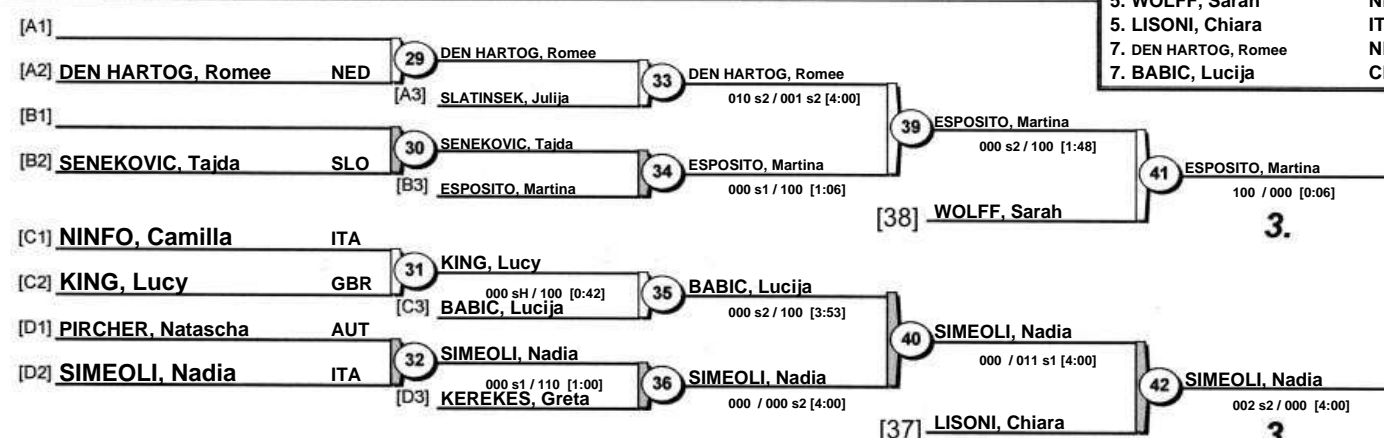 5. WOLFF, Sarah
5. LISONI, Chiara IT
7. DEN HARTOG, Romee
7. BABIC, Lucija
[A1]
[A2] DEN HARTOG, Romee NED
29
DEN HARTOG, Romee
[A3] SLATINSEK, Julija
33
DEN HARTOG, Romee
010 s2 / 001 s2 [4:00]
[B1]
[B2] SENEKOVIC, Tajda SLO
30
SENEKOVIC, Tajda
[B3] ESPOSITO, Martina
34
ESPOSITO, Martina
000 s1 / 100 [1:06]
39
ESPOSITO, Martina
000 s2 / 100 [1:48]
[38] WOLFF, Sarah
41
ESPOSITO, Martina
100 / 000 [0:06]
3.
[C1] NINFO, Camilla ITA
[C2] KING, Lucy GBR
31
KING, Lucy
000 sH / 100 [0:42]
[C3] BABIC, Lucija
35
BABIC, Lucija
000 s2 / 100 [3:53]
[D1] PIRCHER, Natascha AUT
[D2] SIMEOLI, Nadia ITA
32
SIMEOLI, Nadia
000 s1 / 110 [1:00]
[D3] KEREKES, Greta
36
SIMEOLI, Nadia
000 / 000 s2 [4:00]
40
SIMEOLI, Nadia
000 / 011 s1 [4:00]
[37] LISONI, Chiara
42
SIMEOLI, Nadia
002 s2 / 000 [4:00]
3.